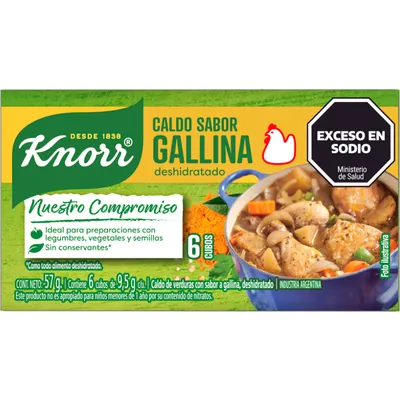 DESDE 1838
Knorr®
CALDO SABOR
GALLINA
deshidratado
EXCESO EN
SODIO
Ministerio
de Salud
Nuestro Compromiso
Ideal para preparaciones con
legumbres, vegetales y semillas
Sin conservantes*
*Como todo alimento deshidratado.
6
CUBOS
Foto ilustrativa
CONT. NETO: 57 g. | Contiene 6 cubos de 9,5 g c/u. | Caldo de verduras con sabor a gallina, deshidratado | INDUSTRIA ARGENTINA
Este producto no es apropiado para niños menores de 1 año por su contenido de nitratos.